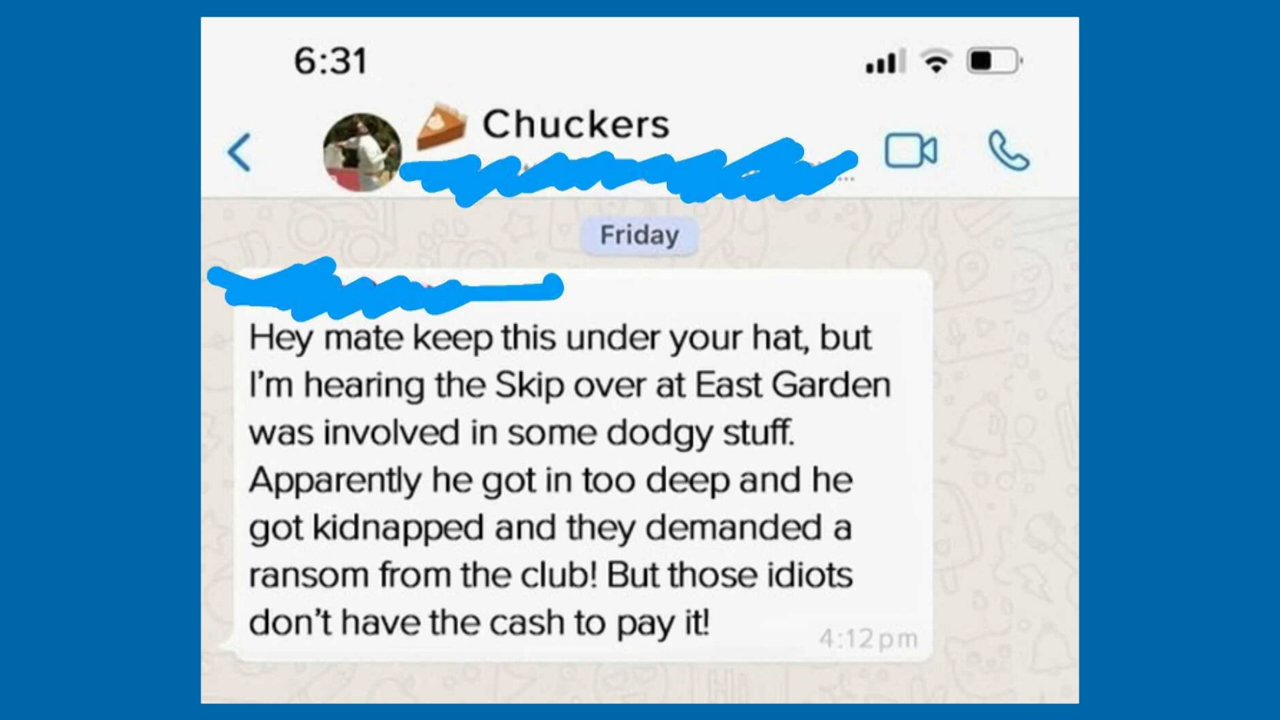 6:31
Chuckers
Friday
Hey mate keep this under your hat, but
I'm hearing the Skip over at East Garden
was involved in some dodgy stuff.
Apparently he got in too deep and he
got kidnapped and they demanded a
ransom from the club! But those idiots
don't have the cash to pay it!
4:12pm